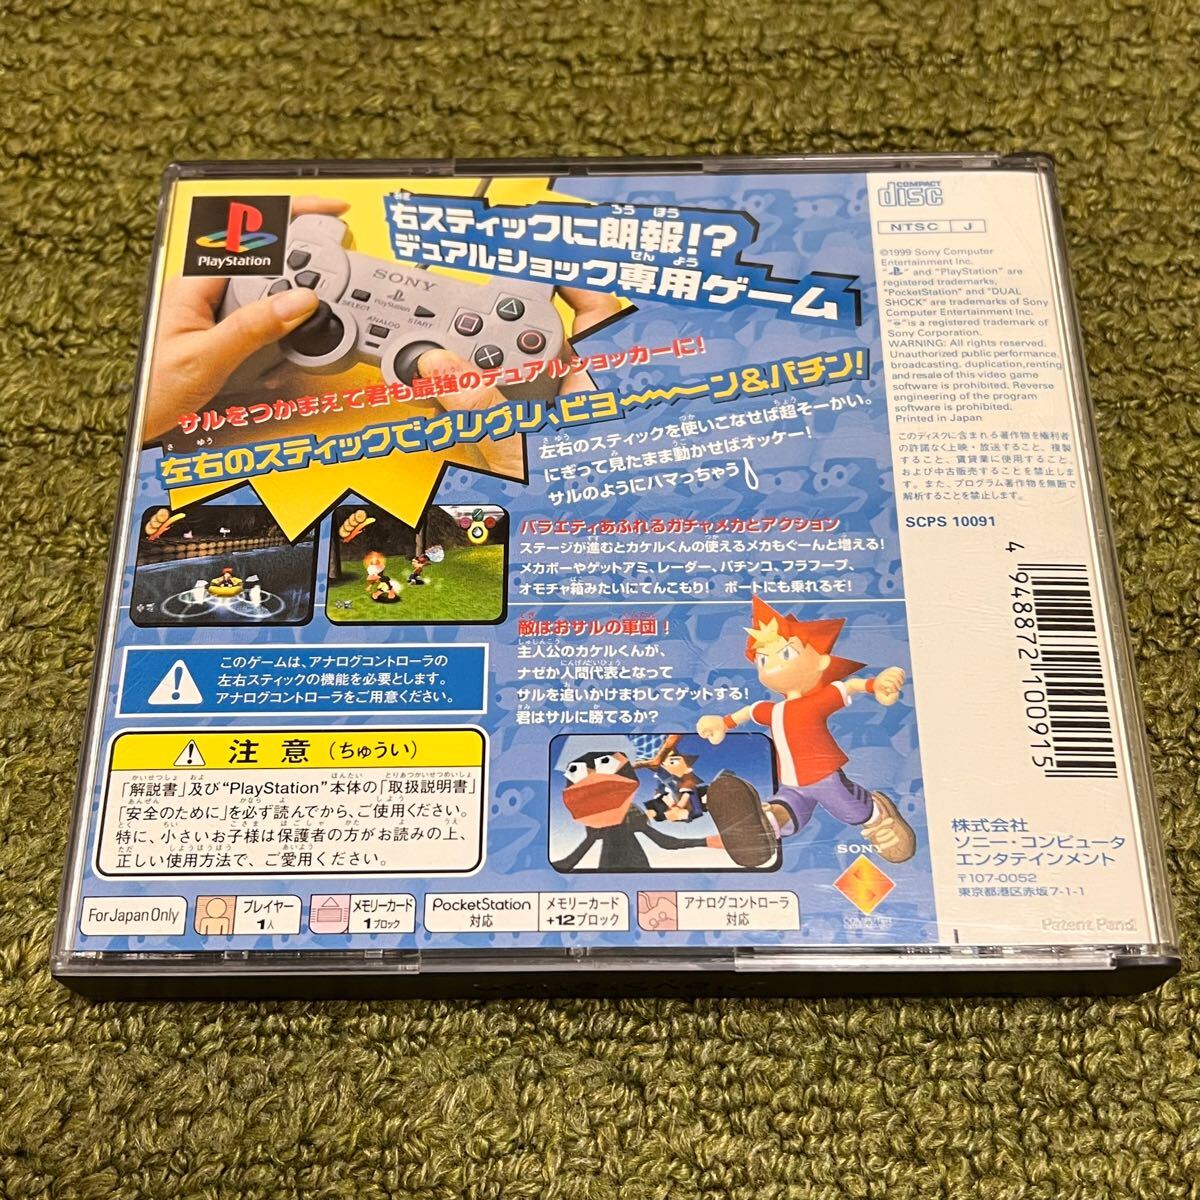 PlayStation
SONY
PlayStation
SELECT
START
ANALOG
右スティックに朗報!?
デュアルショック専用ゲーム
サルをつかまえて君も最強のデュアルショッカーに!
左右のスティックでグリグリ、ビヨ〜〜ーン&パチン!
左右のスティックを使いこなせば超そーかい。
にぎって見たまま動かせばオッケー!
サルのようにハマっちゃうぞ
バラエティあふれるガチャメカとアクション
ステージが進むとカケルくんの使えるメカもぐーんと増える!
メカボーやゲットアミ、レーダー、パチンコ、フラフープ、
オモチャ箱みたいにてんこもり! ボートにも乗れるぞ!
敵はおサルの軍団!
主人公のカケルくんが、
ナゼか人間代表となって
サルを追いかけまわしてゲットする!
君はサルに勝てるか?
このゲームは、アナログコントローラの
左右スティックの機能を必要とします。
アナログコントローラをご用意ください。
注意(ちゅうい)
「解説書」及び“PlayStation”本体の「取扱説明書」
「安全のために」を必ず読んでから、ご使用ください。
特に、小さいお子様は保護者の方がお読みの上、
正しい使用方法で、ご愛用ください。
For Japan Only
プレイヤー
1人
メモリーカード
1ブロック
PocketStation
対応
メモリーカード
+12ブロック
アナログコントローラ
対応
SONY
COMPACT
disc
NTSC J
©1999 Sony Computer
Entertainment Inc.
" " and "PlayStation" are
registered trademarks,
"PocketStation" and "DUAL
SHOCK" are trademarks of Sony
Computer Entertainment Inc.
" "is a registered trademark of
Sony Corporation.
WARNING: All rights reserved.
Unauthorized public performance,
broadcasting, duplication,renting
and resale of this video game
software is prohibited. Reverse
engineering of the program
software is prohibited.
Printed in Japan
このディスクに含まれる著作物を権利者
の許諾なく上映・放送すること、複製
すること、賃貸業に使用すること、
および中古販売することを禁止しま
す。また、プログラム著作物を無断で
解析することを禁止します。
SCPS 10091
4 948872 100915
株式会社
ソニー・コンピュータ
エンタテインメント
〒107-0052
東京都港区赤坂7-1-1
Patent Pend